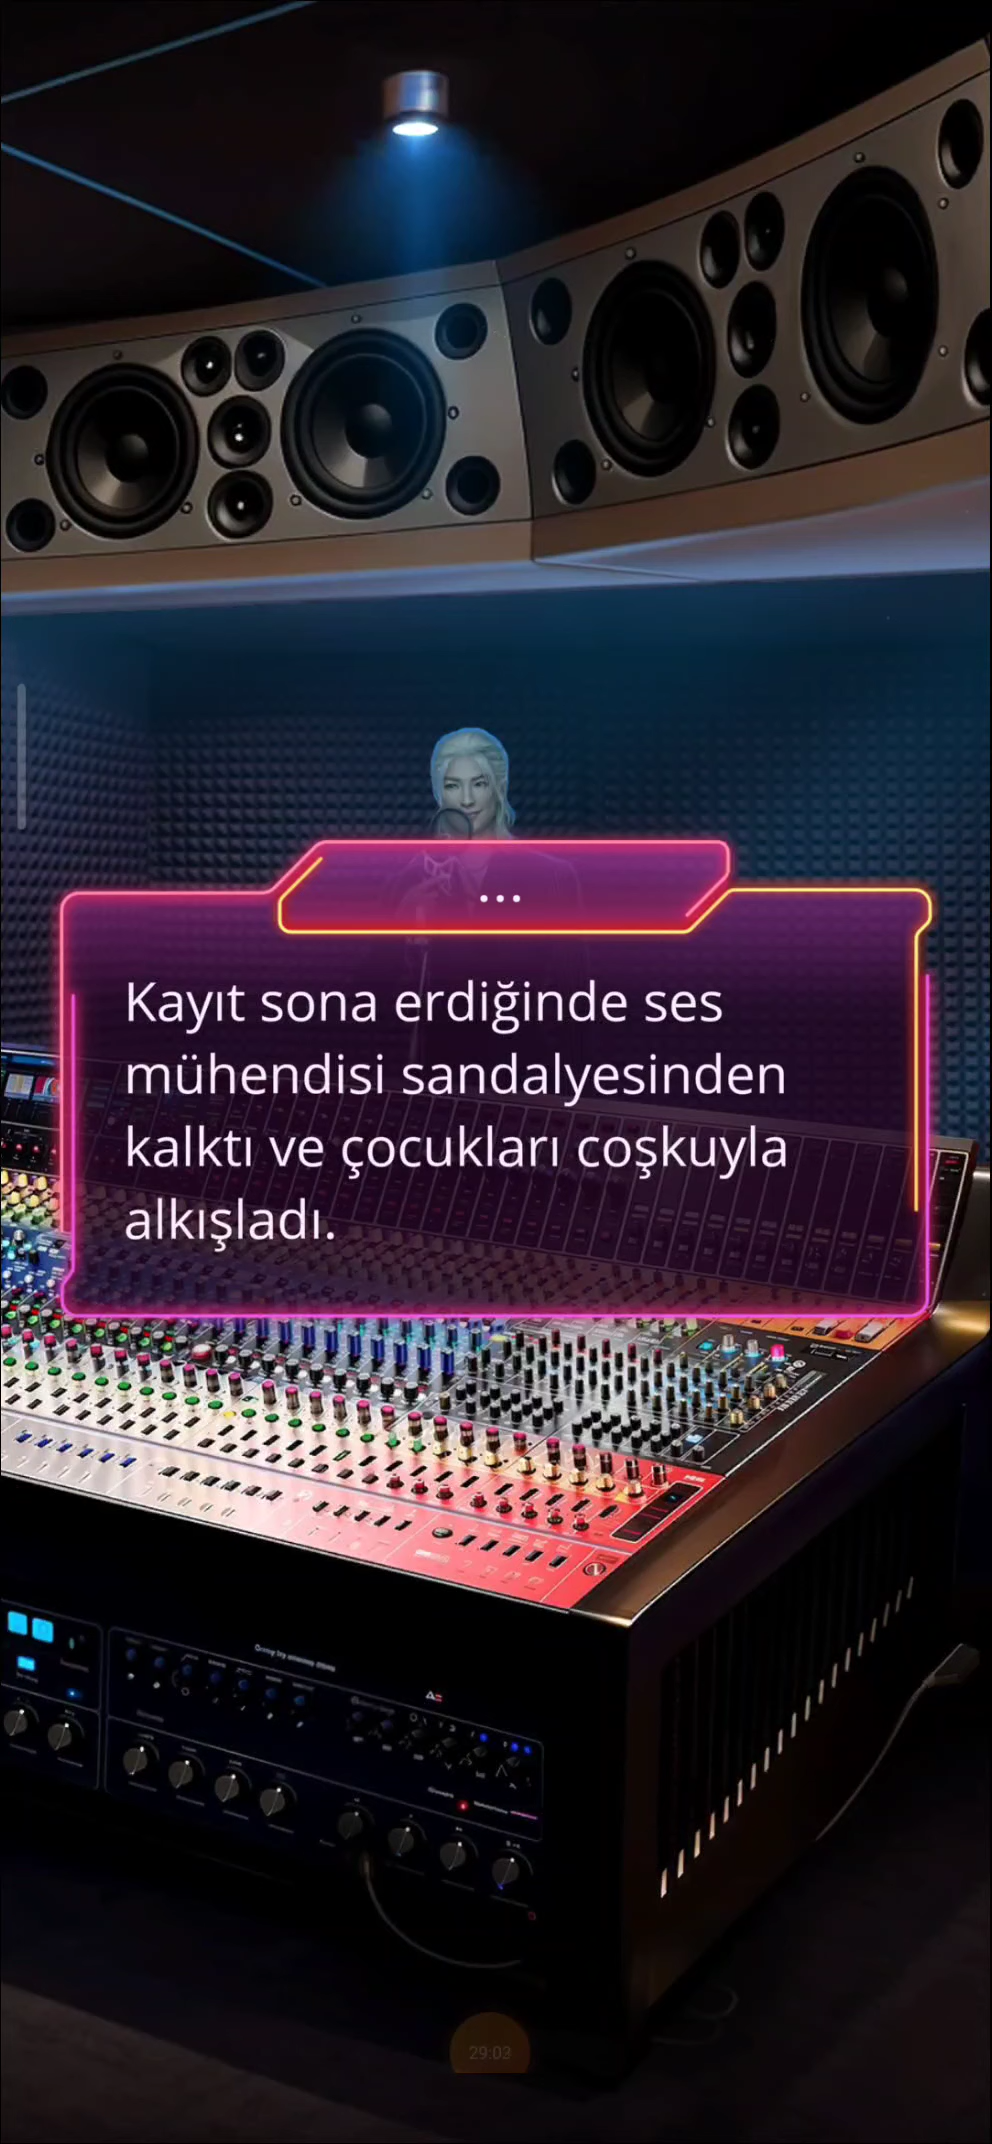 ...
Kayıt sona erdiğinde ses
mühendisi sandalyesinden
kalktı ve çocukları coşkuyla
alkışladı.
29:03